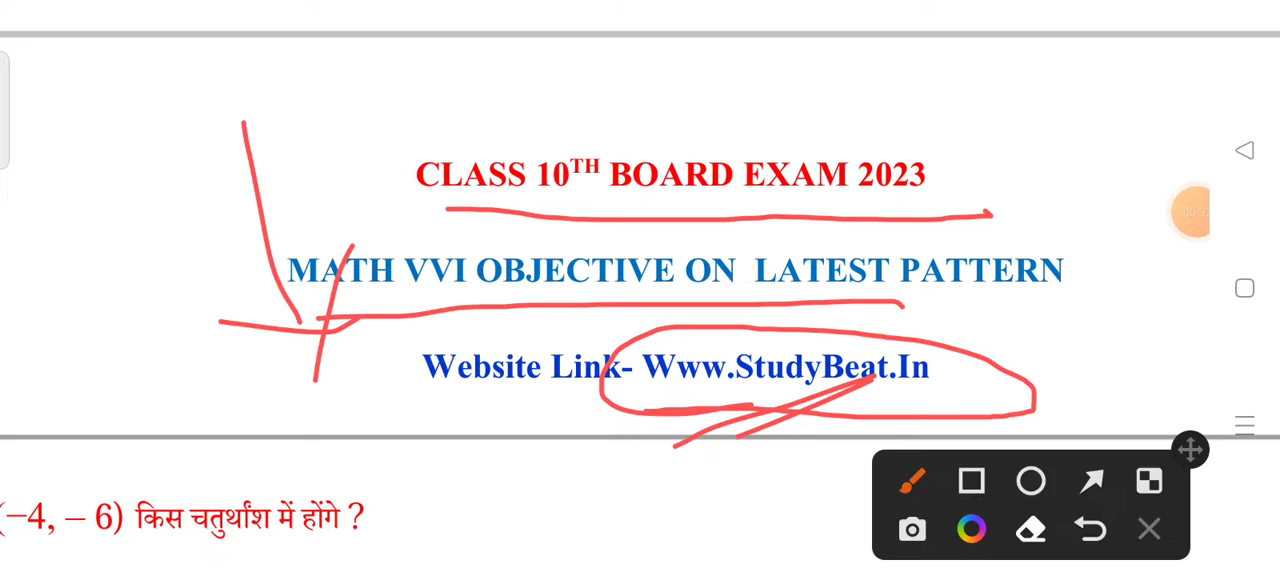 CLASS 10TH BOARD EXAM 2023
MATH VVI OBJECTIVE ON LATEST PATTERN
Website Link- Www.StudyBeat.In
(−4, − 6) किस चतुर्थांश में होंगे ?